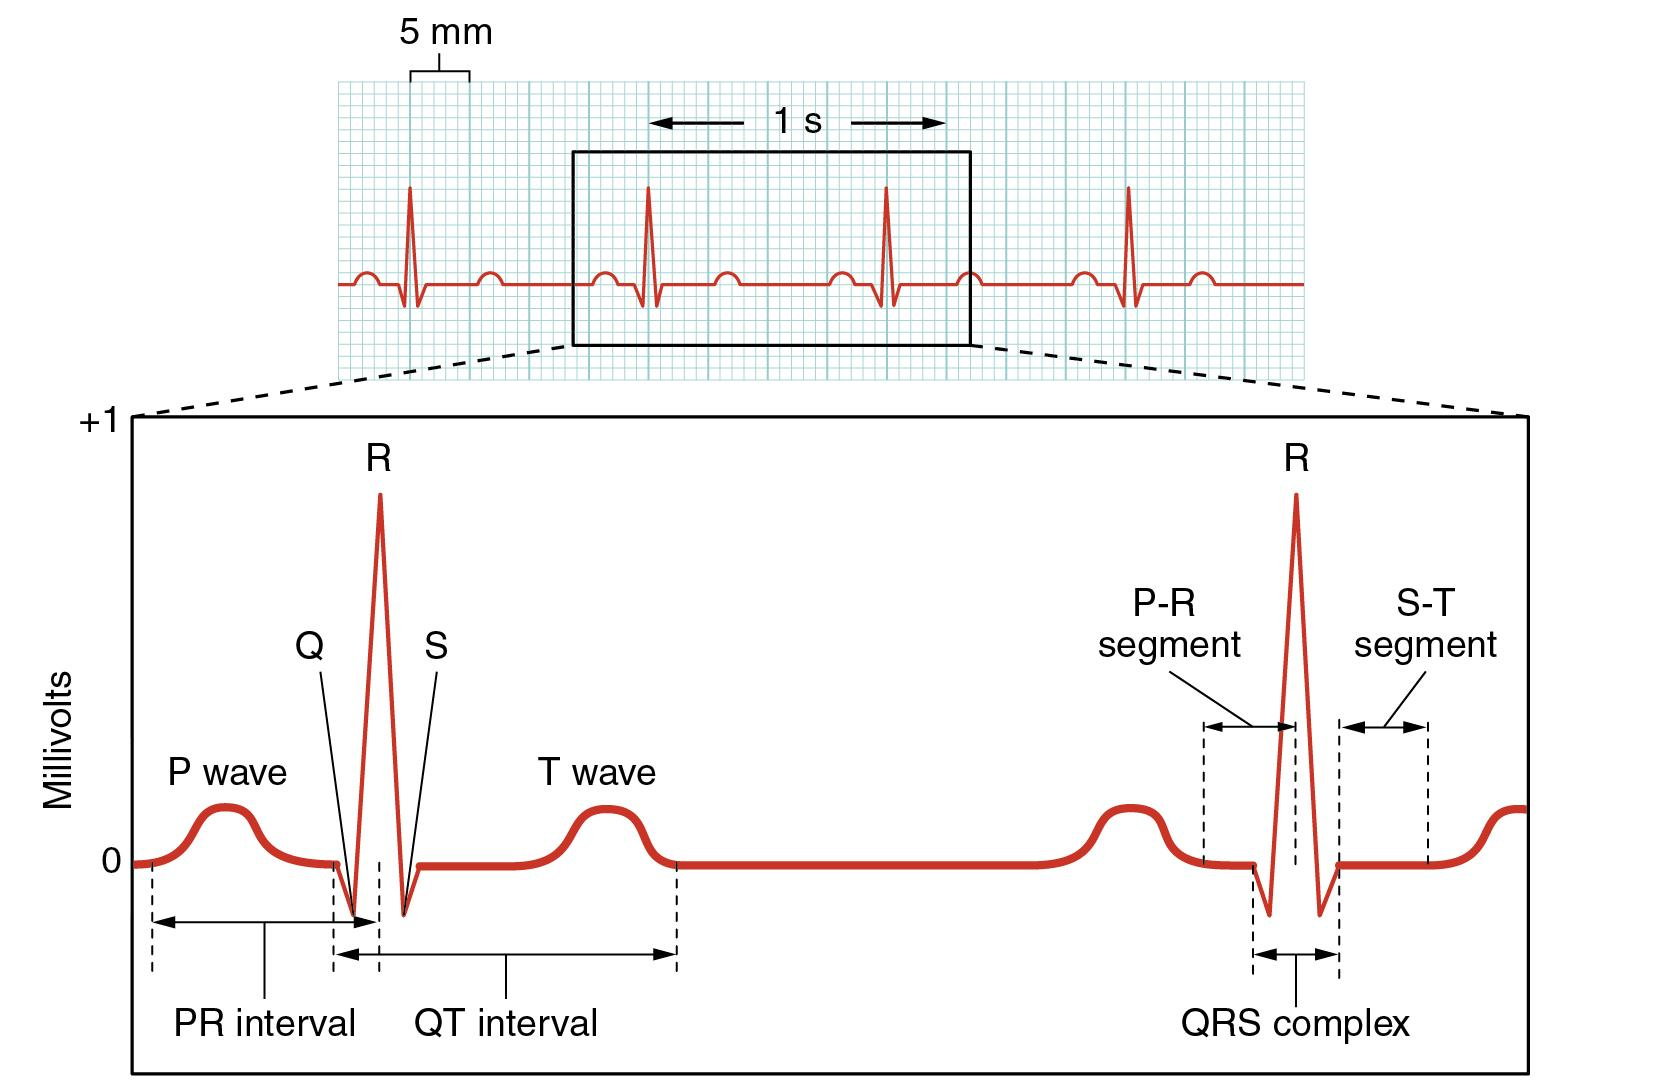 5 mm
1 s
+1
R
R
P-R
segment
S-T
segment
Q
S
Millivolts
P wave
T wave
0
PR interval
QT interval
QRS complex